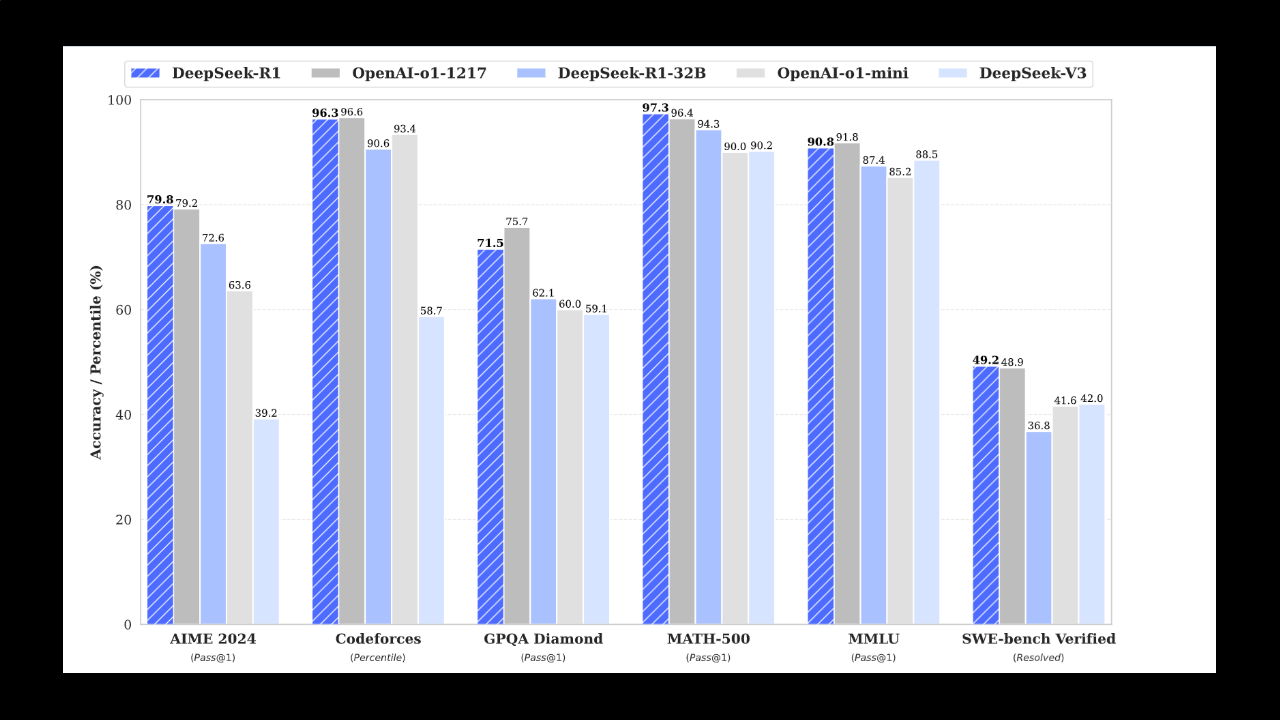 DeepSeek-R1 OpenAI-o1-1217 DeepSeek-R1-32B OpenAI-o1-mini DeepSeek-V3
Accuracy / Percentile (%)
100
80
60
40
20
0
79.8 79.2 72.6 63.6 39.2
96.3 96.6 90.6 93.4 58.7
71.5 75.7 62.1 60.0 59.1
97.3 96.4 94.3 90.0 90.2
90.8 91.8 87.4 85.2 88.5
49.2 48.9 36.8 41.6 42.0
AIME 2024 Codeforces GPQA Diamond MATH-500 MMLU SWE-bench Verified
(Pass@1) (Percentile) (Pass@1) (Pass@1) (Pass@1) (Resolved)